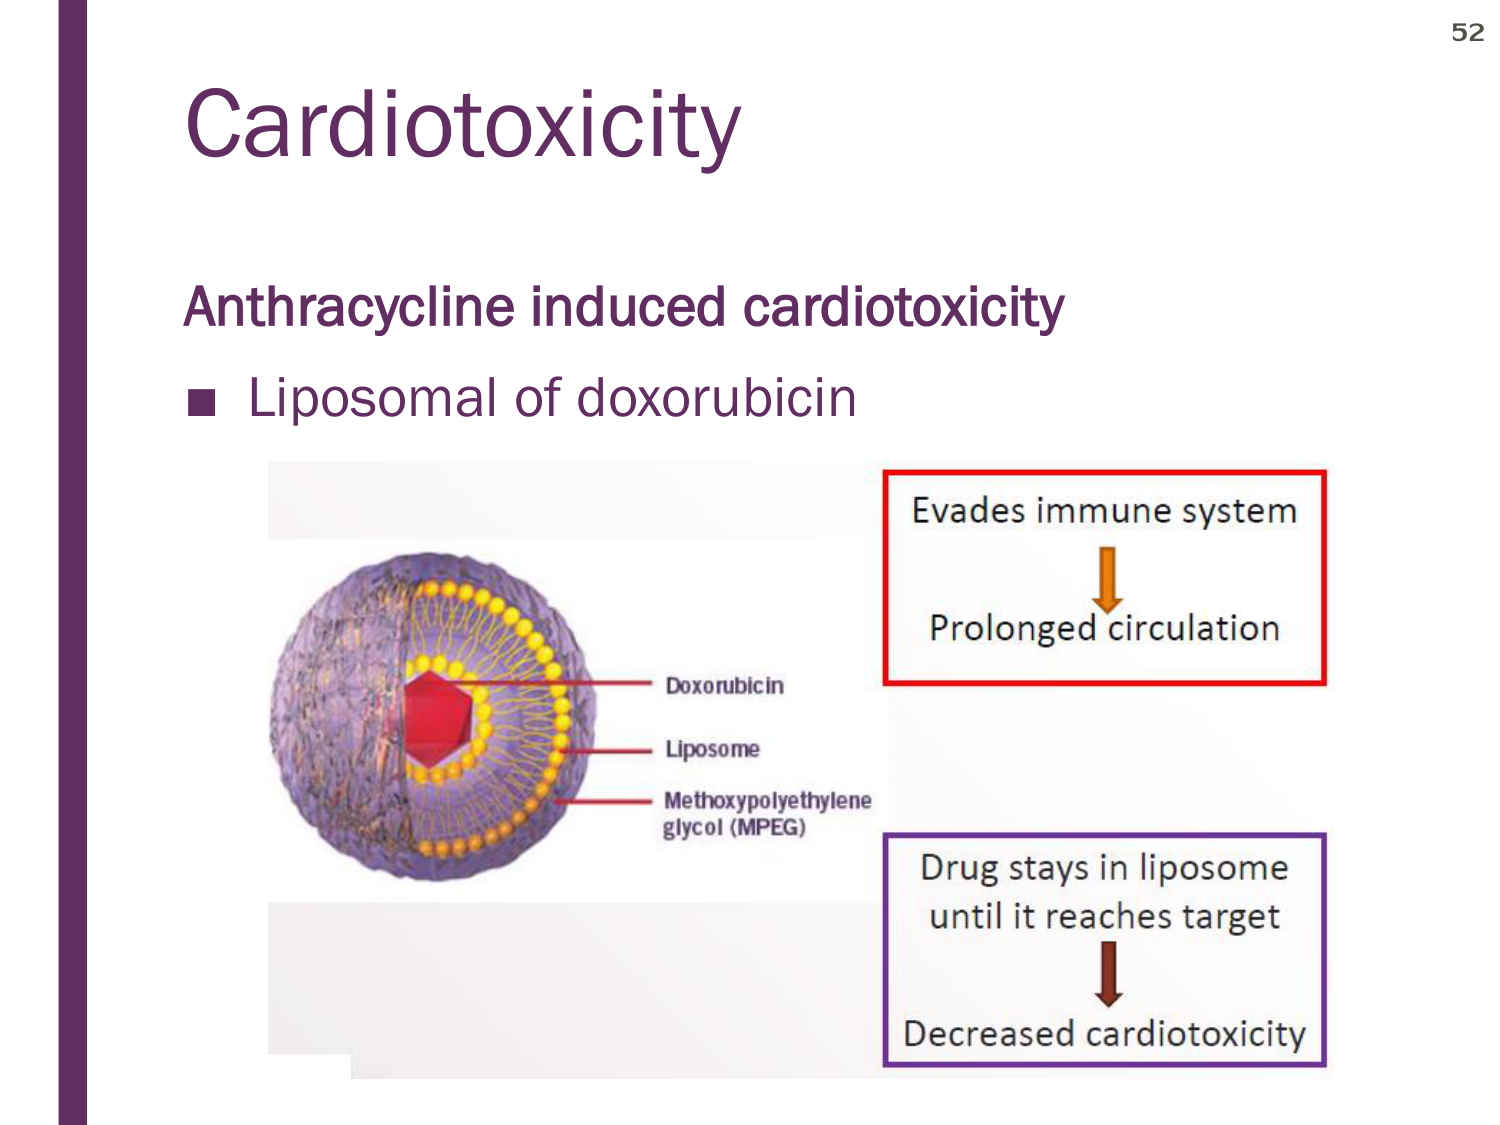 52
Cardiotoxicity
Anthracycline induced cardiotoxicity
■ Liposomal of doxorubicin
Evades immune system
Prolonged circulation
Doxorubicin
Liposome
Methoxypolyethylene
glycol (MPEG)
Drug stays in liposome
until it reaches target
Decreased cardiotoxicity